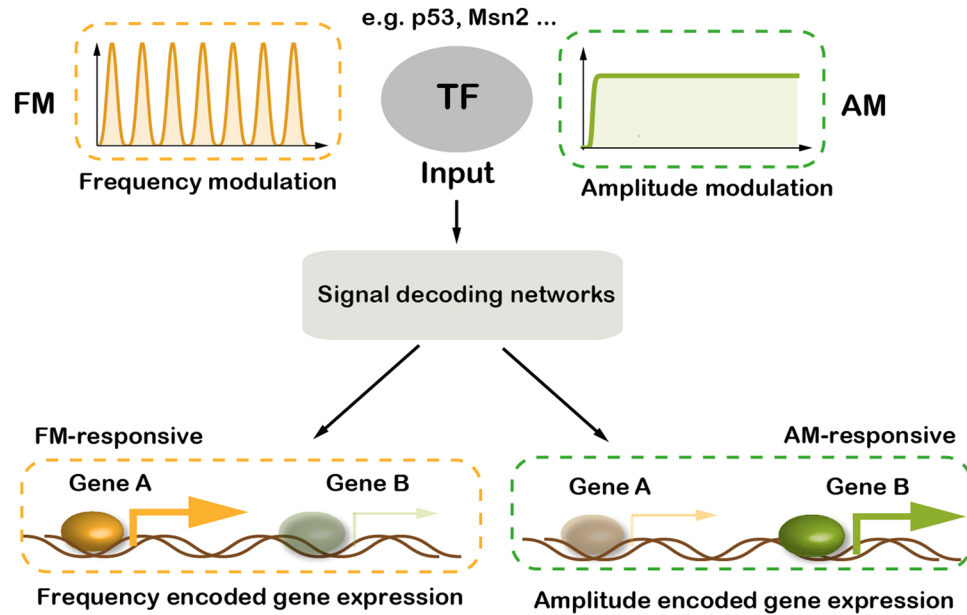 e.g. p53, Msn2 ...
FM
TF
AM
Frequency modulation
Input
Amplitude modulation
Signal decoding networks
FM-responsive
AM-responsive
Gene A
Gene B
Gene A
Gene B
Frequency encoded gene expression
Amplitude encoded gene expression